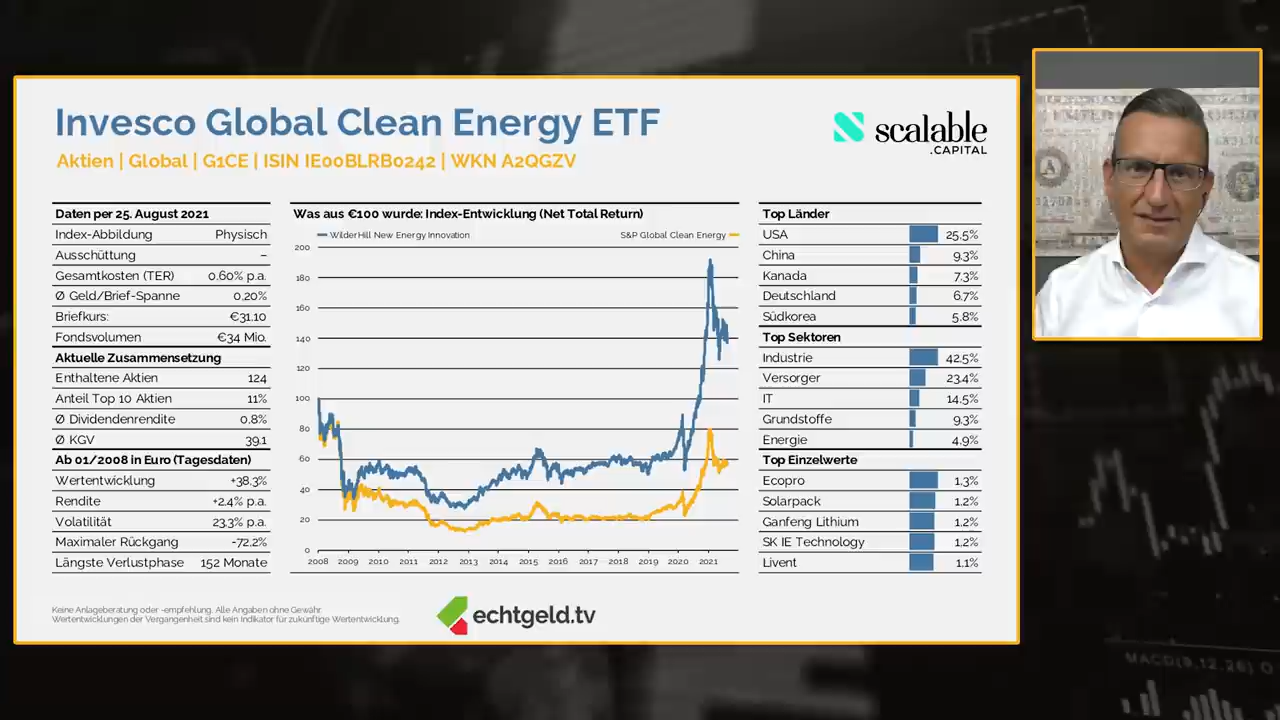 Invesco Global Clean Energy ETF
Aktien | Global | G1CE | ISIN IE00BLRB0242 | WKN A2QGZV
scalable
.CAPITAL
Daten per 25. August 2021
Index-Abbildung Physisch
Ausschüttung –
Gesamtkosten (TER) 0,60% p.a.
Ø Geld/Brief-Spanne 0,20%
Briefkurs: €31,10
Fondsvolumen €34 Mio.
Aktuelle Zusammensetzung
Enthaltene Aktien 124
Anteil Top 10 Aktien 11%
Ø Dividendenrendite 0.8%
Ø KGV 39.1
Ab 01/2008 in Euro (Tagesdaten)
Wertentwicklung +38.3%
Rendite +2.4% p.a.
Volatilität 23.3% p.a.
Maximaler Rückgang -72.2%
Längste Verlustphase 152 Monate
Was aus €100 wurde: Index-Entwicklung (Net Total Return)
WilderHill New Energy Innovation S&P Global Clean Energy
200
180
160
140
120
100
80
60
40
20
0
2008 2009 2010 2011 2012 2013 2014 2015 2016 2017 2018 2019 2020 2021
Top Länder
USA 25.5%
China 9.3%
Kanada 7.3%
Deutschland 6.7%
Südkorea 5.8%
Top Sektoren
Industrie 42.5%
Versorger 23.4%
IT 14.5%
Grundstoffe 9.3%
Energie 4.9%
Top Einzelwerte
Ecopro 1.3%
Solarpack 1.2%
Ganfeng Lithium 1.2%
SK IE Technology 1,2%
Livent 1.1%
Keine Anlageberatung oder -empfehlung. Alle Angaben ohne Gewähr.
Wertentwicklungen der Vergangenheit sind kein Indikator für zukünftige Wertentwicklung.
echtgeld.tv
MACD(9,12,26)